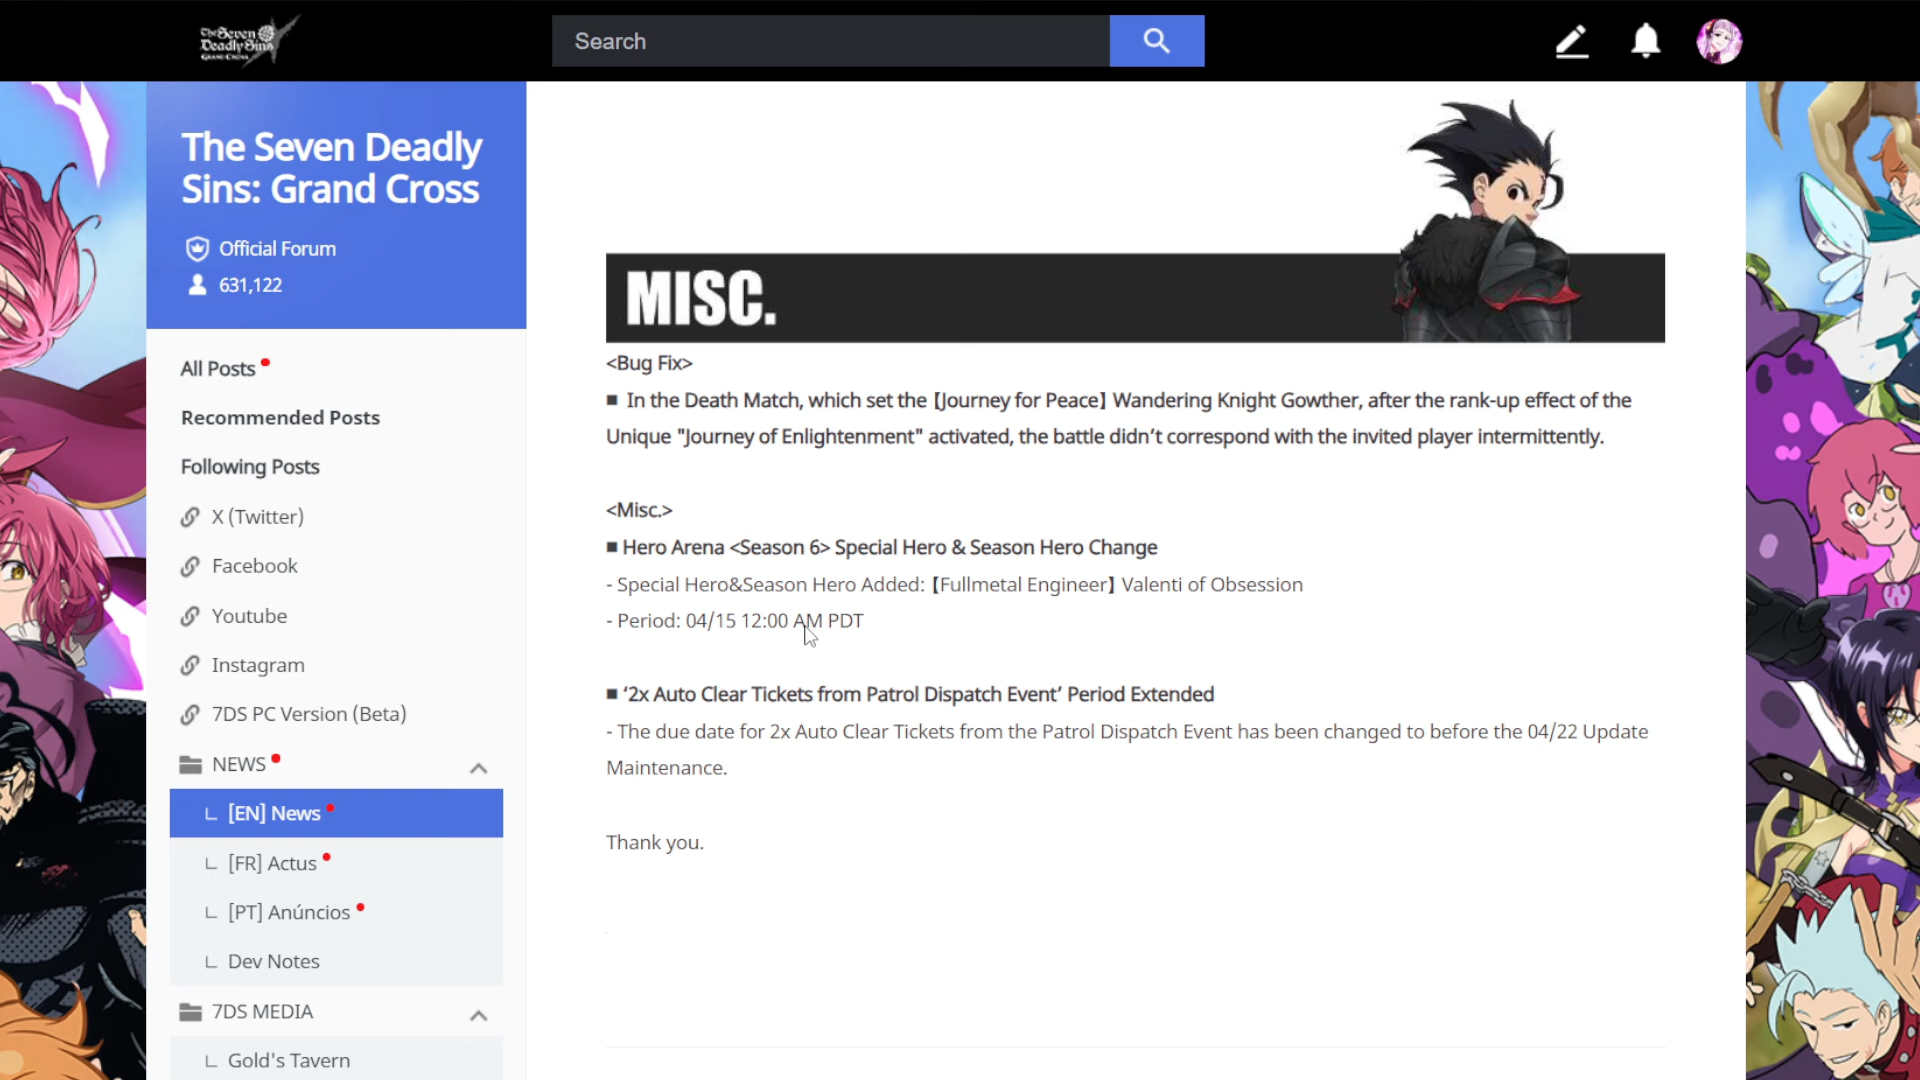 The Seven
Deadly Sins
GRAND CROSS
Search
The Seven Deadly
Sins: Grand Cross
Official Forum
631,122
All Posts
Recommended Posts
Following Posts
X (Twitter)
Facebook
Youtube
Instagram
7DS PC Version (Beta)
NEWS
[EN] News
[FR] Actus
[PT] Anúncios
Dev Notes
7DS MEDIA
Gold's Tavern
MISC.
<Bug Fix>
■ In the Death Match, which set the【Journey for Peace】Wandering Knight Gowther, after the rank-up effect of the
Unique "Journey of Enlightenment" activated, the battle didn’t correspond with the invited player intermittently.
<Misc.>
■ Hero Arena <Season 6> Special Hero & Season Hero Change
- Special Hero&Season Hero Added:【Fullmetal Engineer】Valenti of Obsession
- Period: 04/15 12:00 AM PDT
■ ‘2x Auto Clear Tickets from Patrol Dispatch Event’ Period Extended
- The due date for 2x Auto Clear Tickets from the Patrol Dispatch Event has been changed to before the 04/22 Update
Maintenance.
Thank you.